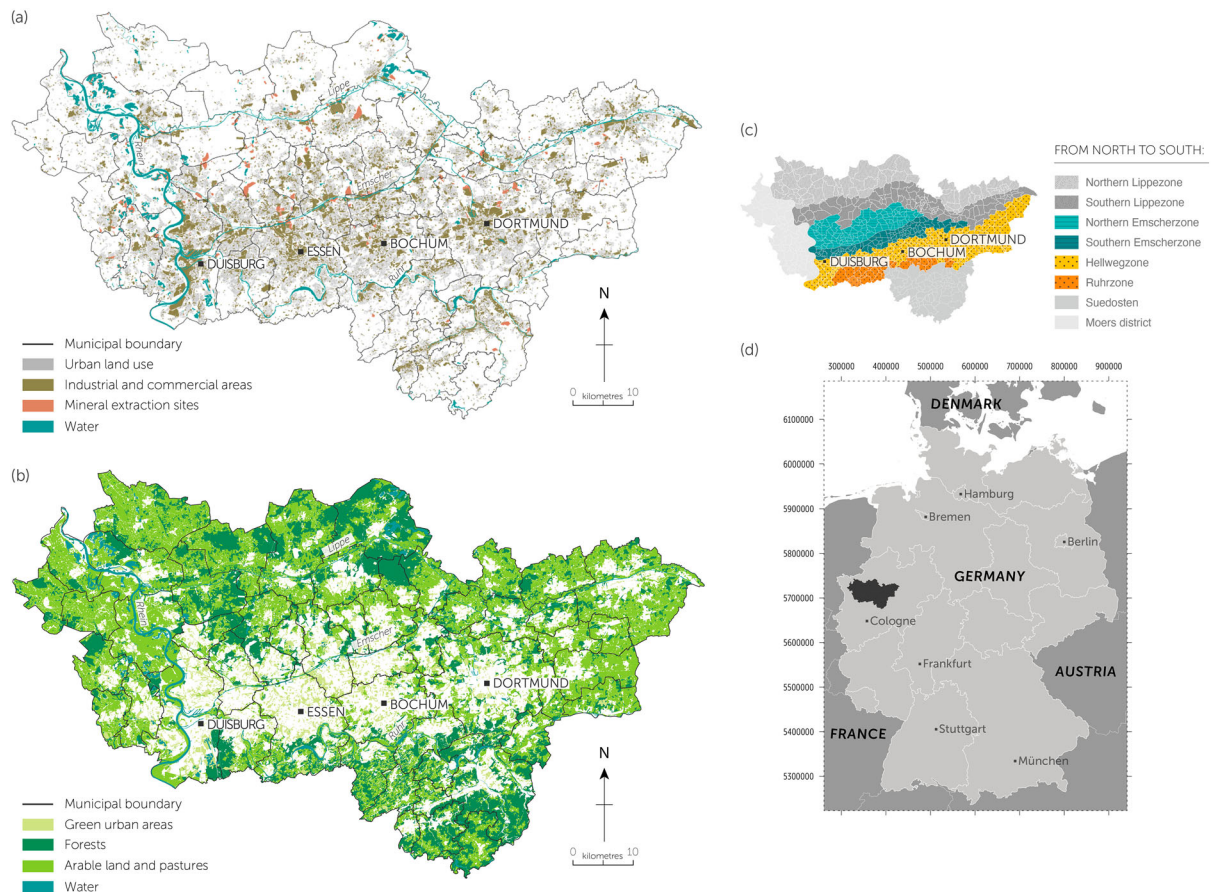 (a)
Lippe
Rhein
Emscher
DORTMUND
BOCHUM
ESSEN
DUISBURG
Ruhr
N
Municipal boundary
Urban land use
Industrial and commercial areas
Mineral extraction sites
Water
0 kilometres 10
(b)
Lippe
Rhein
Emscher
DORTMUND
BOCHUM
ESSEN
DUISBURG
Ruhr
N
Municipal boundary
Green urban areas
Forests
Arable land and pastures
Water
0 kilometres 10
(c)
DORTMUND
BOCHUM
DUISBURG
FROM NORTH TO SOUTH:
Northern Lippezone
Southern Lippezone
Northern Emscherzone
Southern Emscherzone
Hellwegzone
Ruhrzone
Suedosten
Moers district
(d)
300000 400000 500000 600000 700000 800000 900000
6100000
6000000
5900000
5800000
5700000
5600000
5500000
5400000
5300000
DENMARK
Hamburg
Bremen
Berlin
GERMANY
Cologne
Frankfurt
AUSTRIA
FRANCE
Stuttgart
München